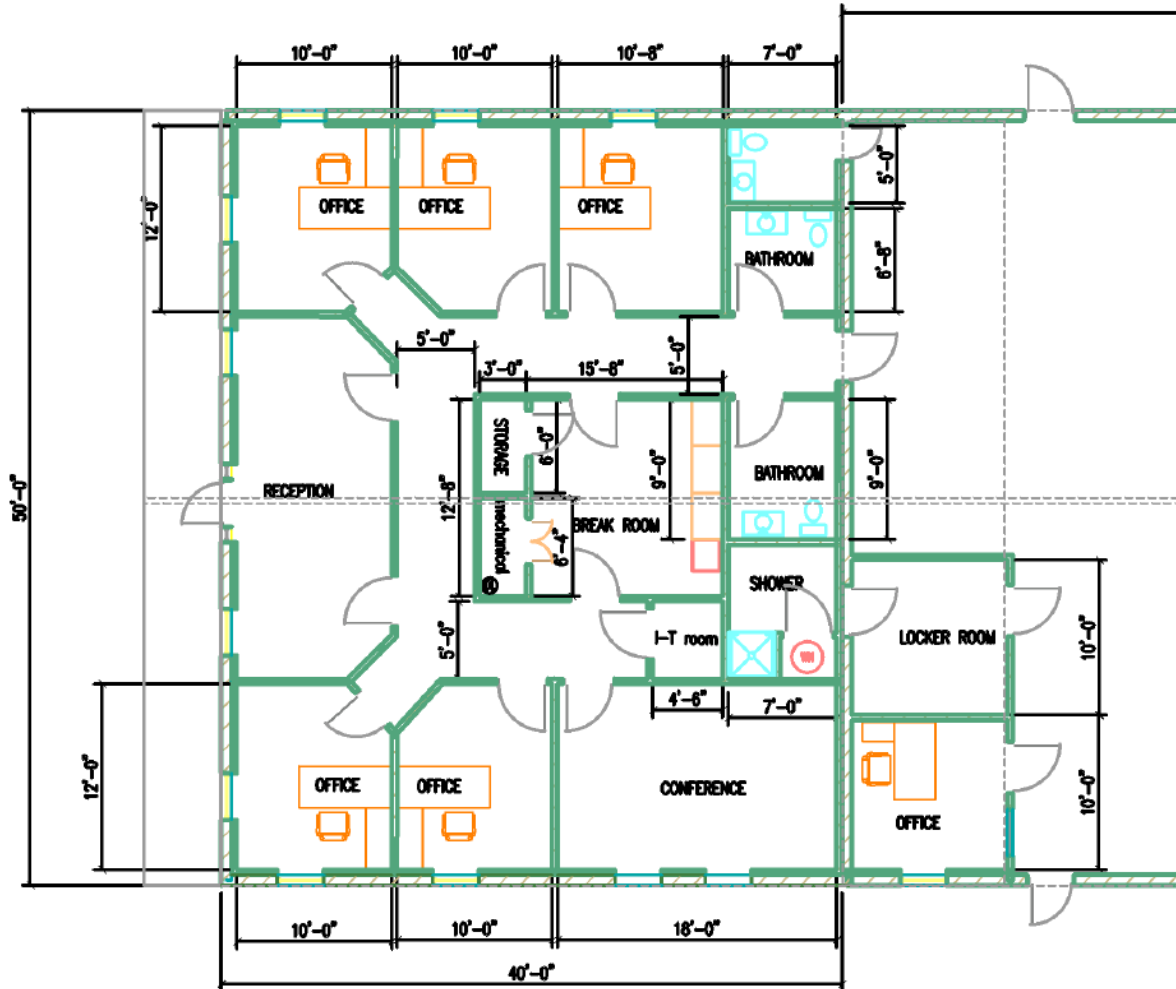 10'-0"
10'-0"
10'-8"
7'-0"
12'-0"
OFFICE
OFFICE
OFFICE
5'-0"
BATHROOM
6'-8"
5'-0"
5'-0"
3'-0"
15'-8"
50'-0"
RECEPTION
12'-8"
STORAGE
6'-0"
9'-0"
BATHROOM
9'-0"
mechanical
6'-4"
BREAK ROOM
SHOWER
5'-0"
I-T room
WH
LOCKER ROOM
10'-0"
4'-6"
7'-0"
12'-0"
OFFICE
OFFICE
CONFERENCE
OFFICE
10'-0"
10'-0"
10'-0"
18'-0"
40'-0"